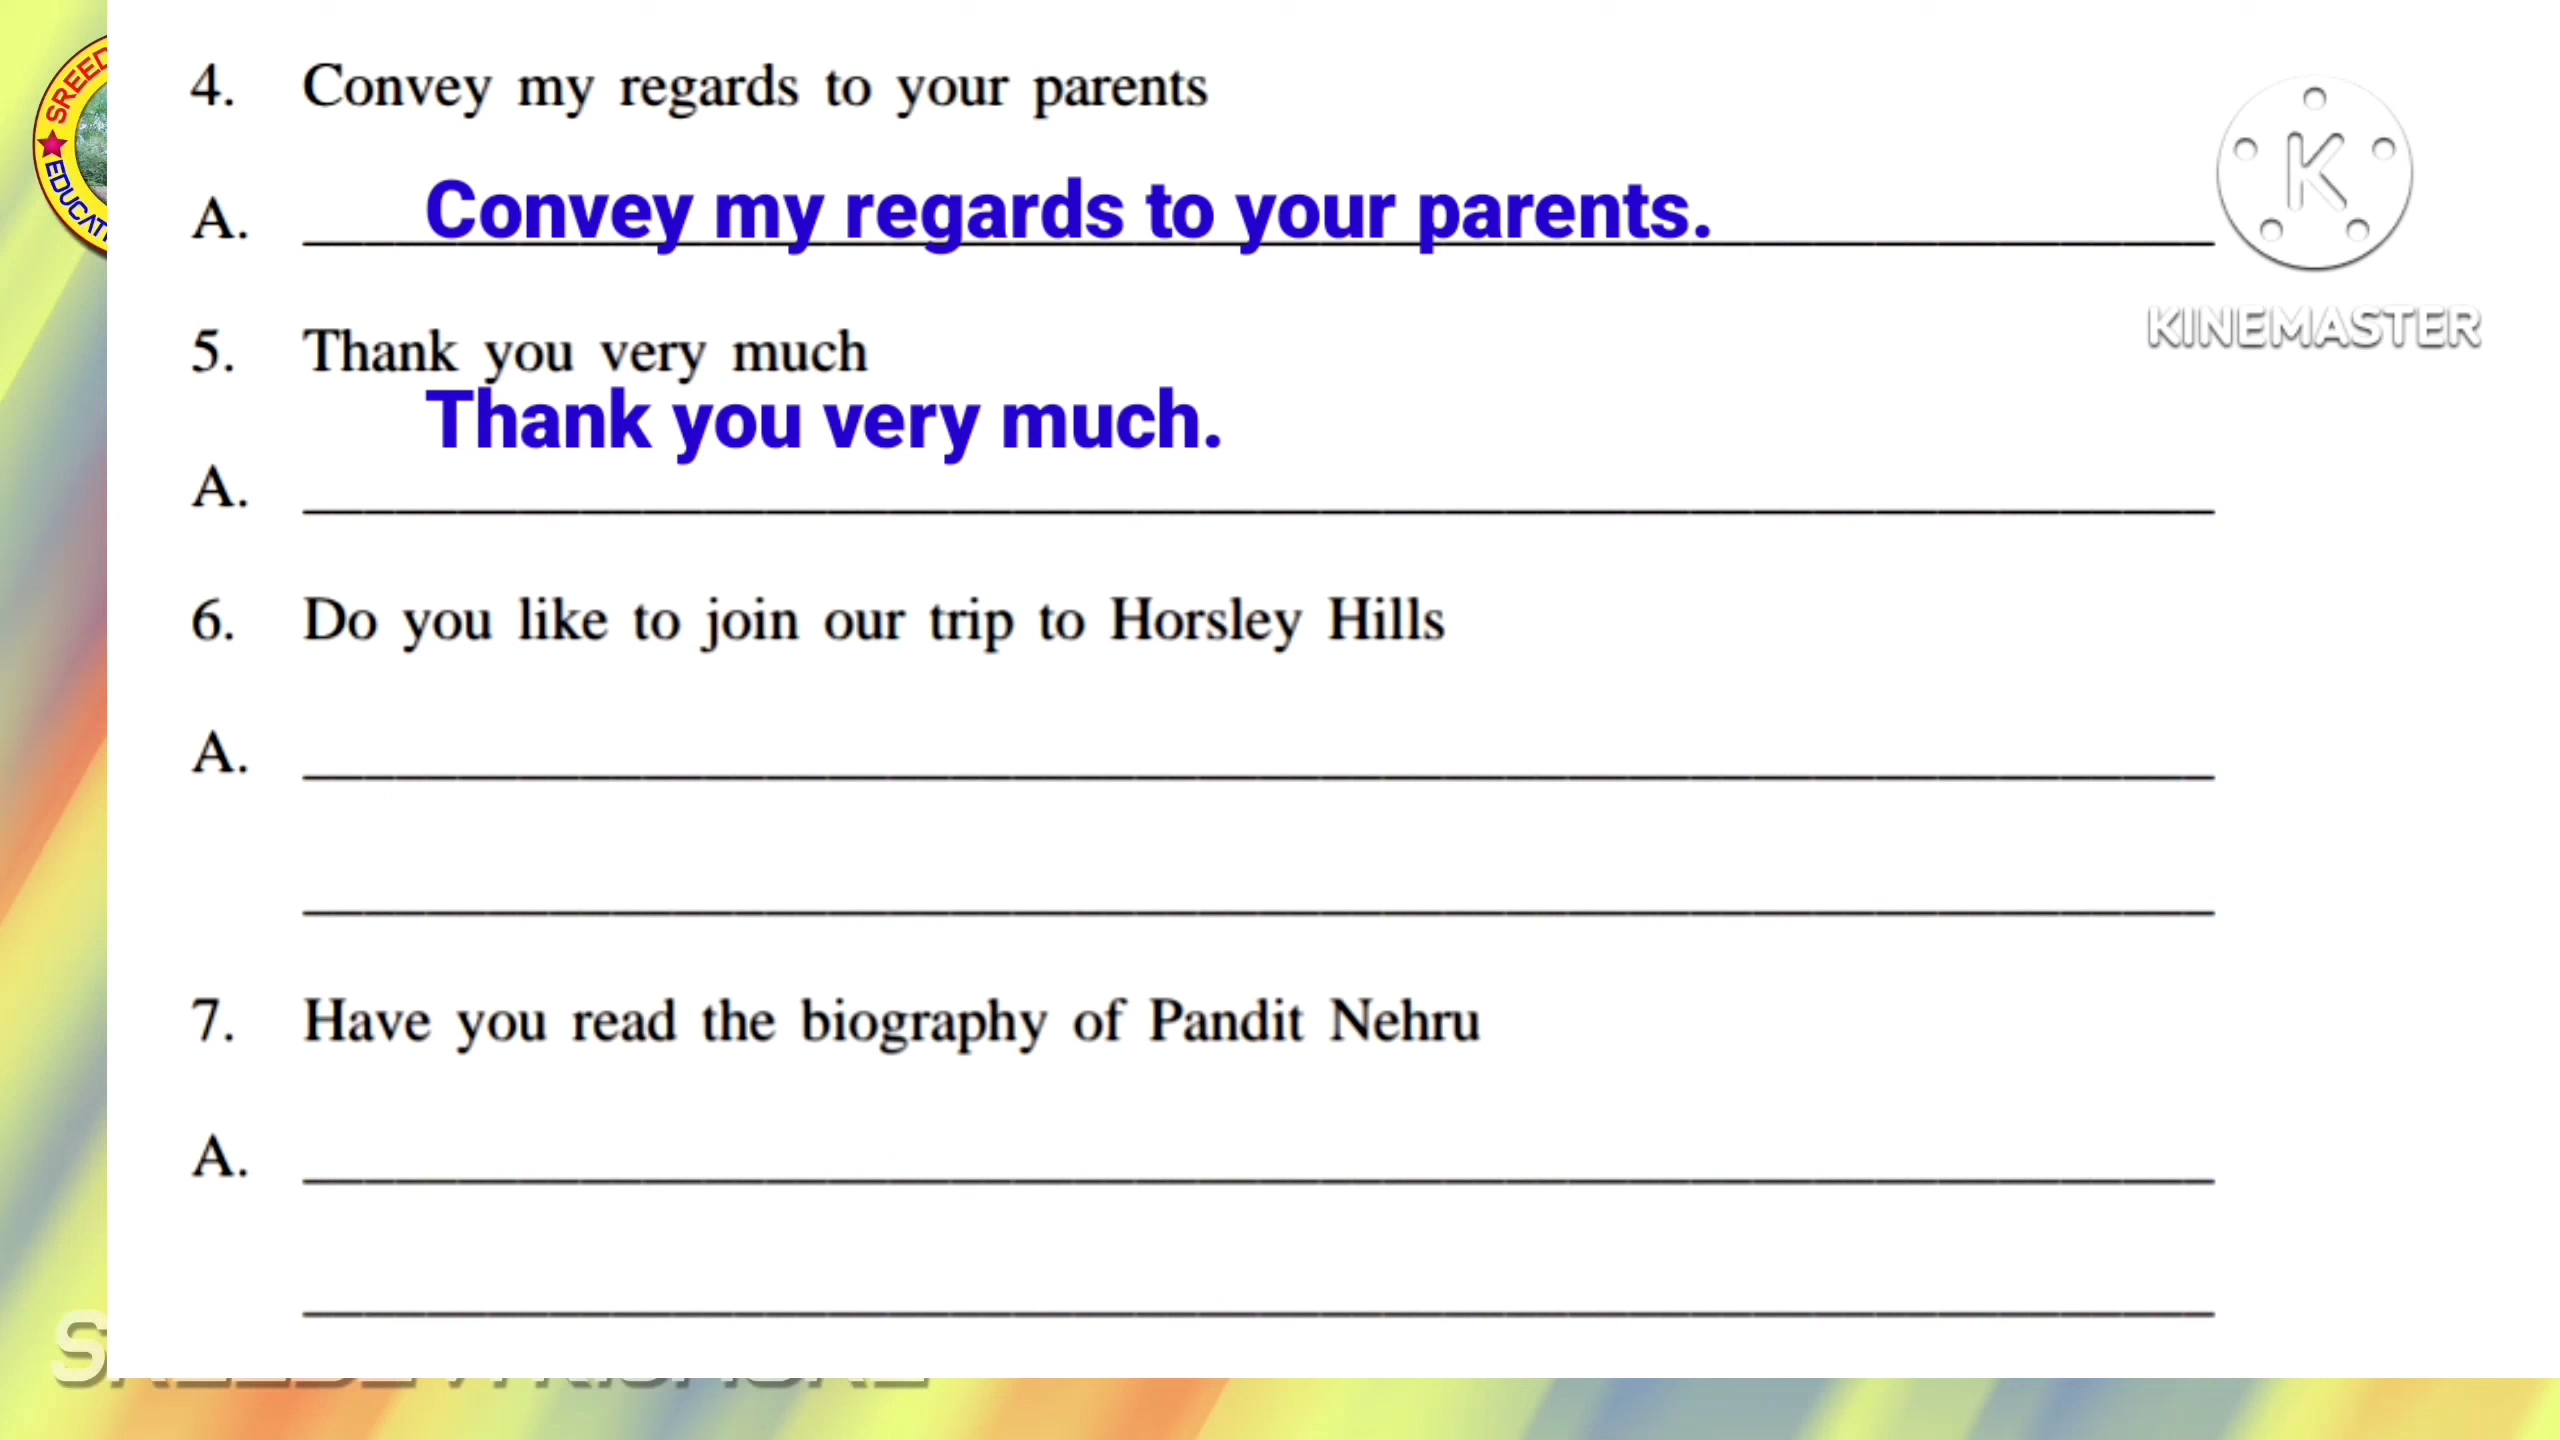 SREED
EDUCATI
4. Convey my regards to your parents
A. Convey my regards to your parents.
KINEMASTER
5. Thank you very much
Thank you very much.
A.
6. Do you like to join our trip to Horsley Hills
A.
7. Have you read the biography of Pandit Nehru
A.